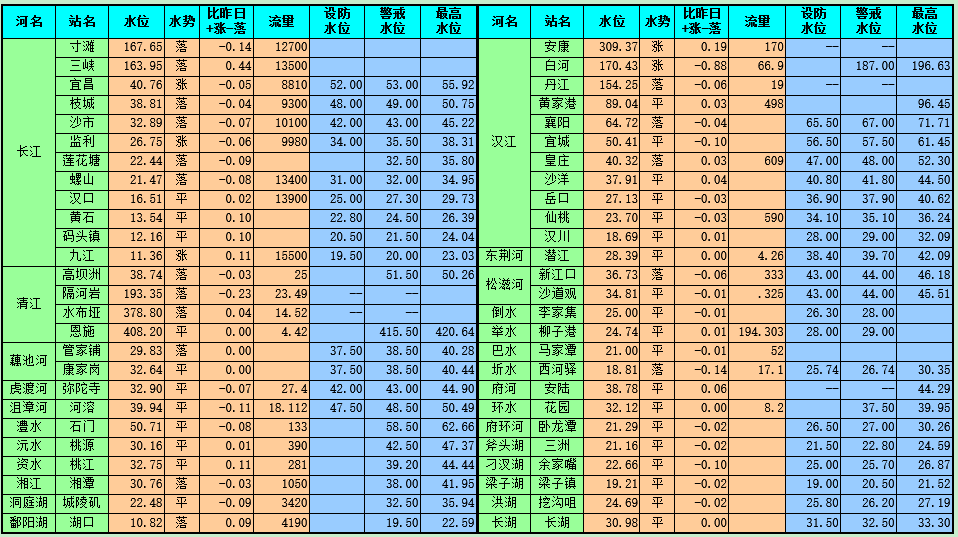 河名 站名 水位 水势 比昨日+涨-落 流量 设防水位 警戒水位 最高水位 河名 站名 水位 水势 比昨日+涨-落 流量 设防水位 警戒水位 最高水位
长江 寸滩 167.65 落 -0.14 12700 汉江 安康 309.37 涨 0.19 170 -- --
三峡 163.95 落 0.44 13500 白河 170.43 涨 -0.88 66.9 187.00 196.63
宜昌 40.76 涨 -0.05 8810 52.00 53.00 55.92 丹江 154.25 落 -0.06 19 -- --
枝城 38.81 落 -0.04 9300 48.00 49.00 50.75 黄家港 89.04 平 0.03 498 96.45
沙市 32.89 落 -0.07 10100 42.00 43.00 45.22 襄阳 64.72 落 -0.04 65.50 67.00 71.71
监利 26.75 涨 -0.06 9980 34.00 35.50 38.31 宜城 50.41 平 -0.10 56.50 57.50 61.45
莲花塘 22.44 落 -0.09 32.50 35.80 皇庄 40.32 落 0.03 609 47.00 48.00 52.30
螺山 21.47 落 -0.08 13400 31.00 32.00 34.95 沙洋 37.91 平 0.04 40.80 41.80 44.50
汉口 16.51 平 0.02 13900 25.00 27.30 29.73 岳口 27.13 平 -0.03 36.90 37.90 40.62
黄石 13.54 平 0.10 22.80 24.50 26.39 仙桃 23.70 平 -0.03 590 34.10 35.10 36.24
码头镇 12.16 平 0.10 20.50 21.50 24.04 汉川 18.69 平 0.01 28.00 29.00 32.09
九江 11.36 涨 0.11 15500 19.50 20.00 23.03 东荆河 潜江 28.39 平 0.00 4.26 38.40 39.70 42.09
清江 高坝洲 38.74 落 -0.03 25 51.50 50.26 松滋河 新江口 36.73 落 -0.06 333 43.00 44.00 46.18
隔河岩 193.35 落 -0.23 23.49 -- -- 沙道观 34.81 平 -0.01 .325 43.00 44.00 45.51
水布垭 378.80 落 0.04 14.52 -- -- 倒水 李家集 25.00 平 -0.01 26.30 28.00
恩施 408.20 平 0.00 4.42 415.50 420.64 举水 柳子港 24.74 平 0.01 194.303 28.00 29.00
藕池河 管家铺 29.83 落 0.00 37.50 38.50 40.28 巴水 马家潭 21.00 平 -0.01 52
康家岗 32.64 平 0.00 37.50 38.50 40.44 圻水 西河驿 18.81 落 -0.14 17.1 25.74 26.74 30.35
虎渡河 弥陀寺 32.90 平 -0.07 27.4 42.00 43.00 44.90 府河 安陆 38.78 平 0.06 -- -- 44.29
沮漳河 河溶 39.94 平 -0.11 18.112 47.50 48.50 50.49 环水 花园 32.12 平 0.00 8.2 37.50 39.95
澧水 石门 50.71 平 -0.08 133 58.50 62.66 府环河 卧龙潭 21.29 平 -0.02 26.50 27.00 30.26
沅水 桃源 30.16 平 0.01 390 42.50 47.37 斧头湖 三洲 21.16 平 -0.02 21.50 22.80 24.59
资水 桃江 32.75 平 0.11 281 39.20 44.44 刁汊湖 余家嘴 22.66 平 -0.10 25.00 25.70 26.87
湘江 湘潭 30.76 落 -0.03 1050 38.00 41.95 梁子湖 梁子镇 19.21 平 -0.02 19.00 20.50 21.52
洞庭湖 城陵矶 22.48 平 -0.09 3420 32.50 35.94 洪湖 挖沟咀 24.69 平 -0.02 25.80 26.20 27.19
鄱阳湖 湖口 10.82 落 0.09 4190 19.50 22.59 长湖 长湖 30.98 平 0.00 31.50 32.50 33.30